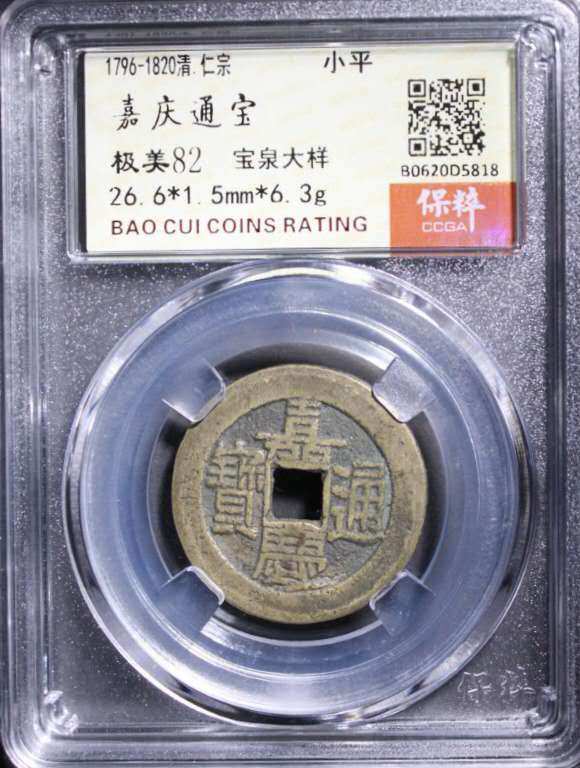 1796-1820清.仁宗 小平
嘉庆通宝
极美82 宝泉大样
B0620D5818
26.6*1.5mm*6.3g
保粹
CCGA
BAO CUI COINS RATING
嘉慶通寶